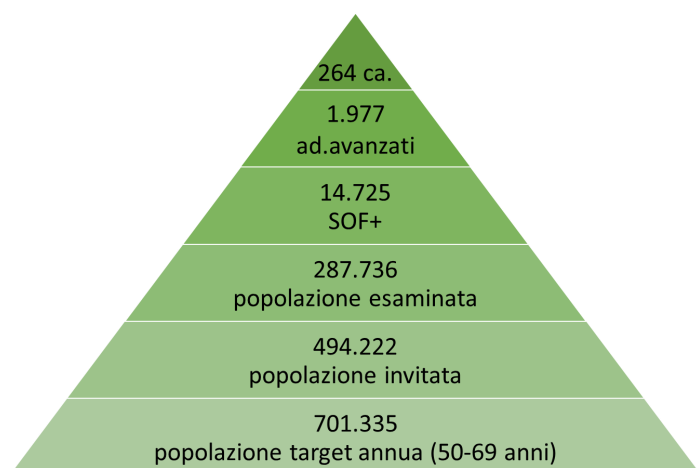 264 ca.
1.977
ad.avanzati
14.725
SOF+
287.736
popolazione esaminata
494.222
popolazione invitata
701.335
popolazione target annua (50-69 anni)